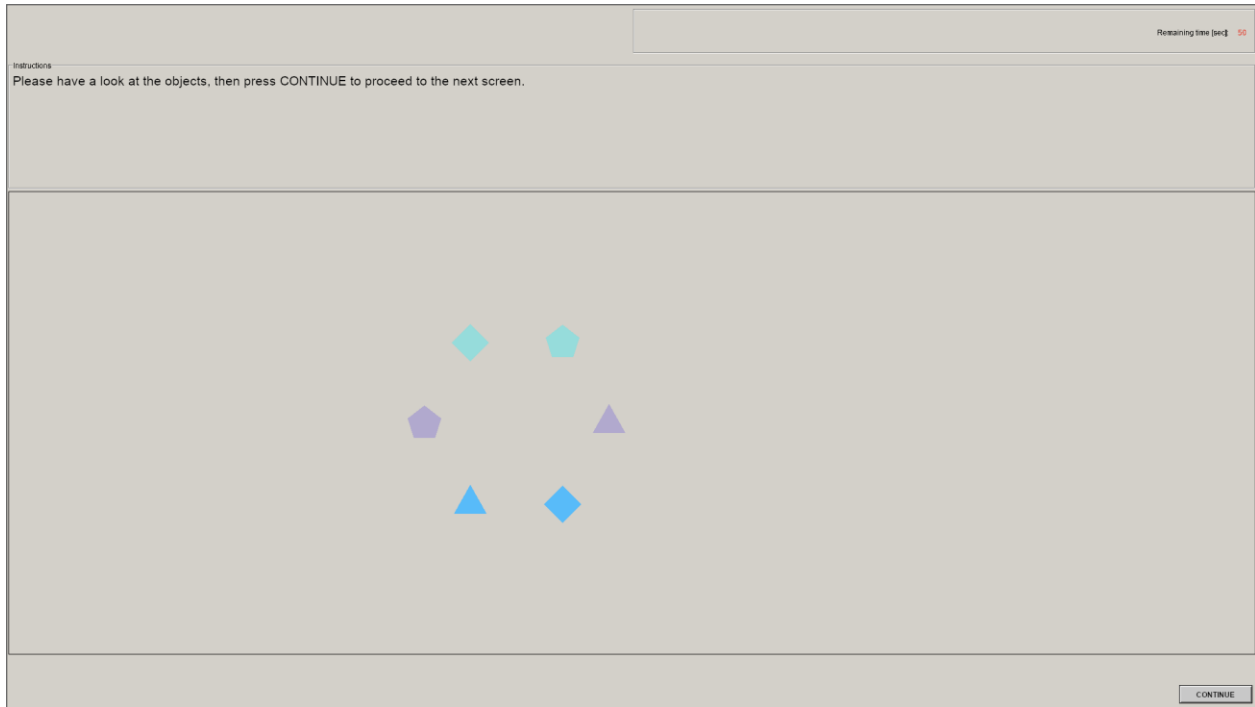 Remaining time [sec]: 50
Instructions
Please have a look at the objects, then press CONTINUE to proceed to the next screen.
CONTINUE